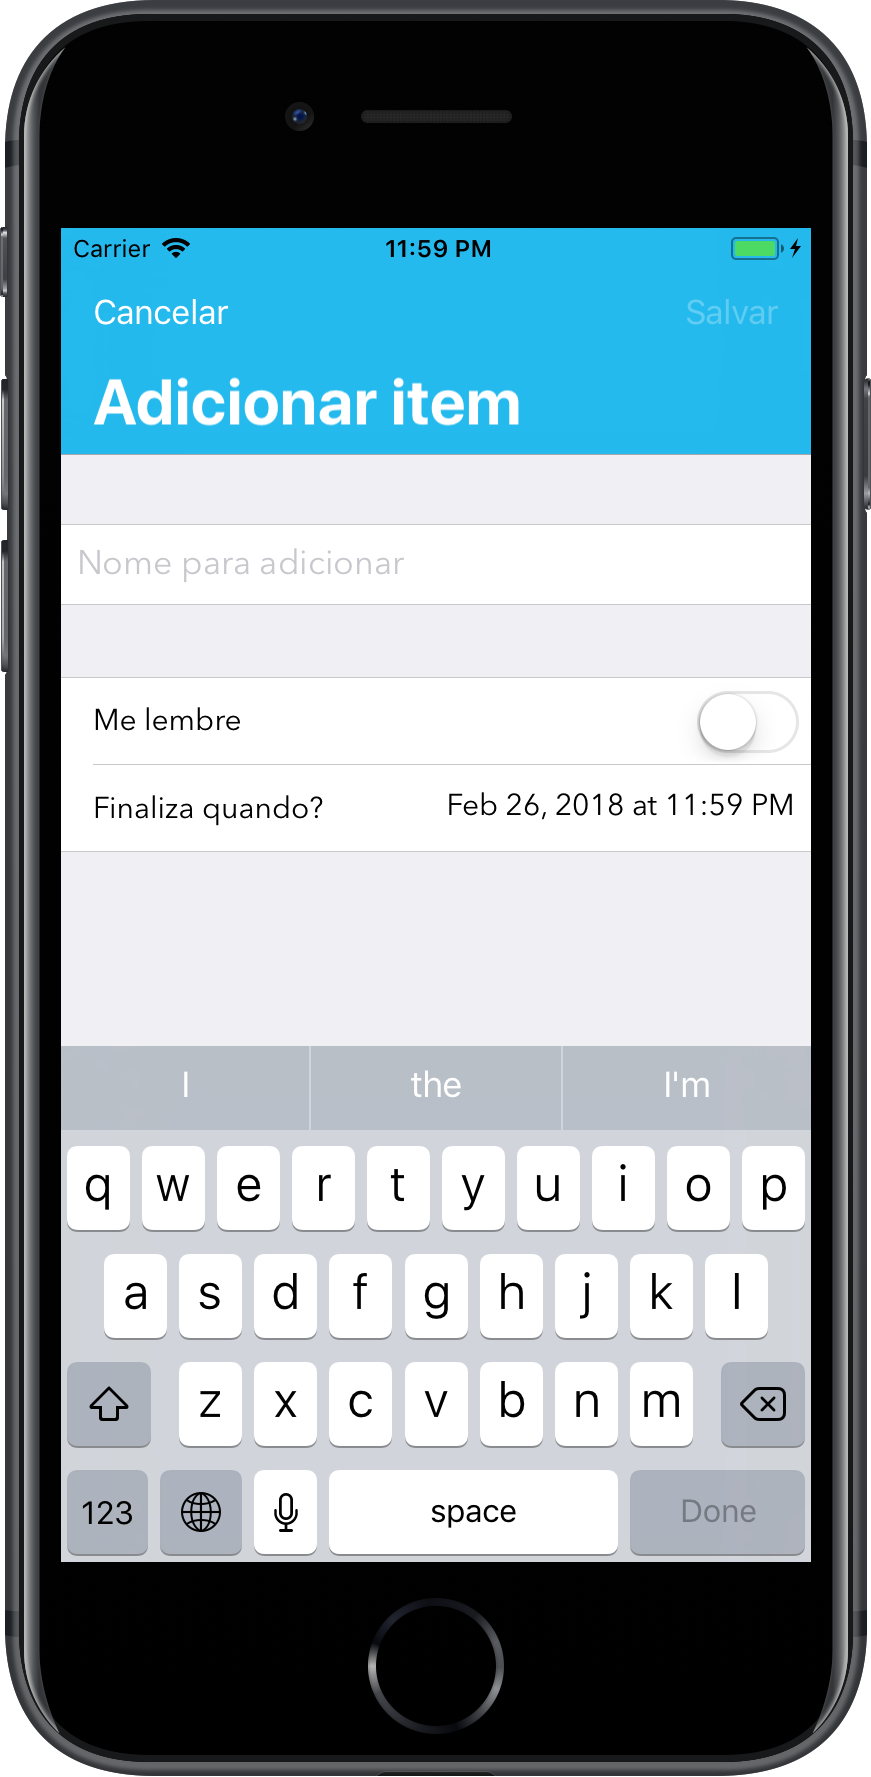 Carrier 11:59 PM
Cancelar Salvar
Adicionar item
Nome para adicionar
Me lembre
Finaliza quando? Feb 26, 2018 at 11:59 PM
I the I'm
q w e r t y u i o p
a s d f g h j k l
z x c v b n m
123 space Done